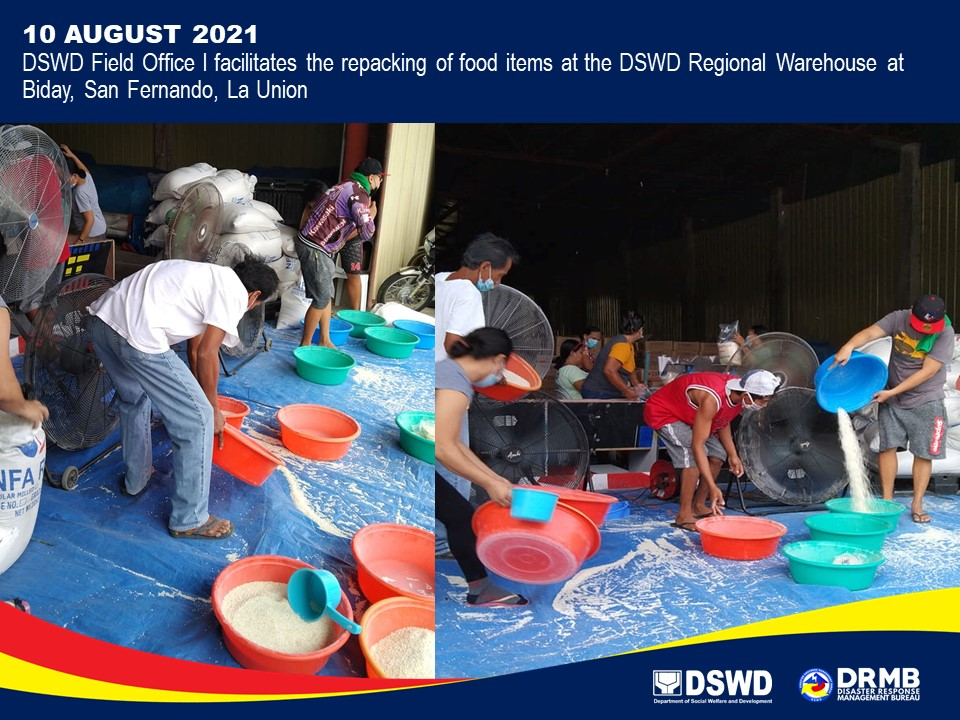 10 AUGUST 2021
DSWD Field Office I facilitates the repacking of food items at the DSWD Regional Warehouse at
Biday, San Fernando, La Union
NFA
NET
DSWD
Department of Social Welfare and Development
DRMB
DISASTER RESPONSE
MANAGEMENT BUREAU